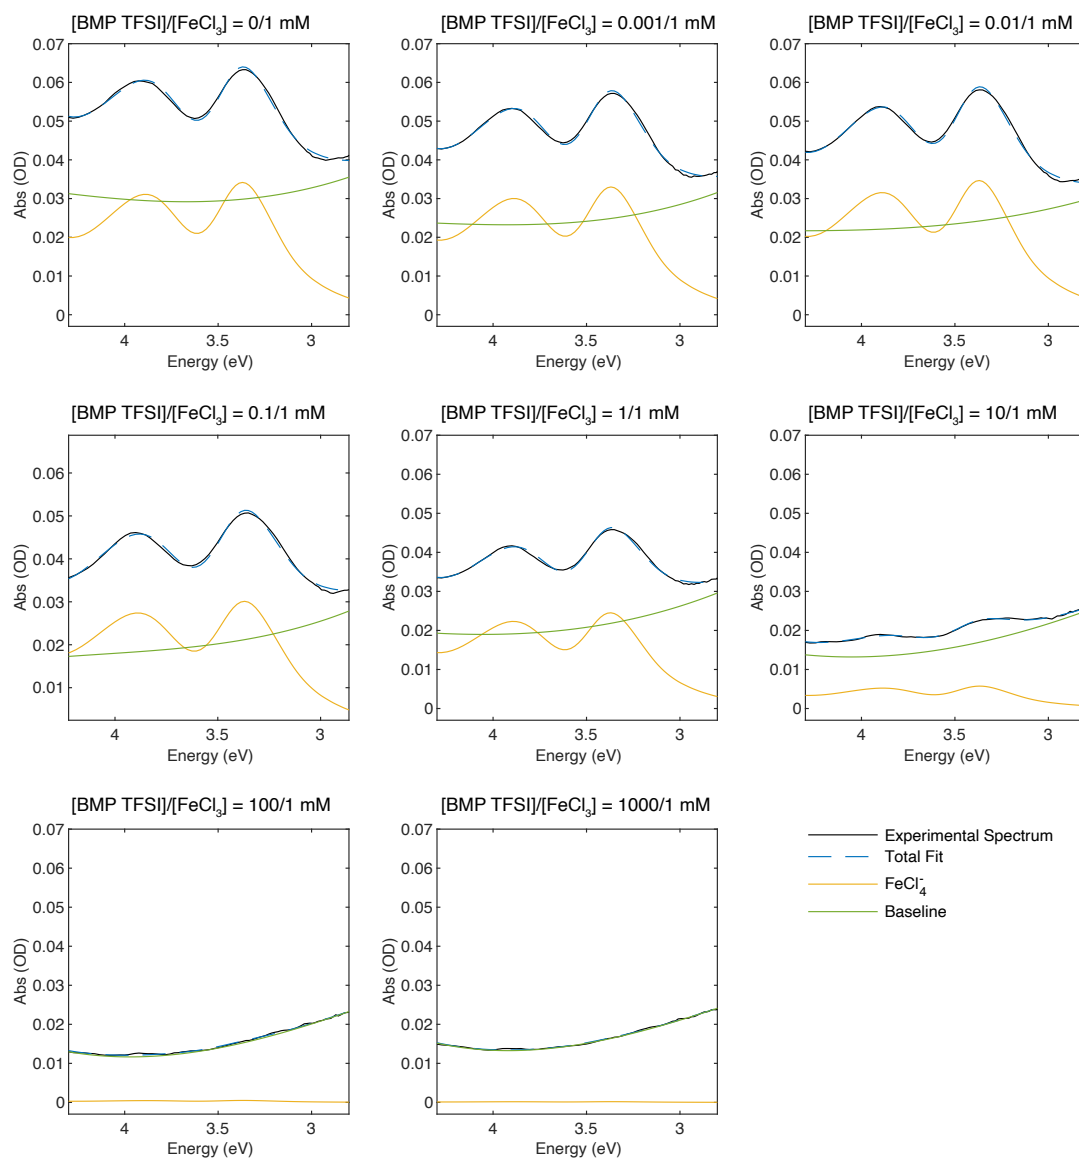 [BMP TFSI]/[FeCl₃] = 0/1 mM
0.07
0.06
0.05
0.04
0.03
0.02
0.01
0
Abs (OD)
4 3.5 3
Energy (eV)
[BMP TFSI]/[FeCl₃] = 0.001/1 mM
0.07
0.06
0.05
0.04
0.03
0.02
0.01
0
Abs (OD)
4 3.5 3
Energy (eV)
[BMP TFSI]/[FeCl₃] = 0.01/1 mM
0.07
0.06
0.05
0.04
0.03
0.02
0.01
0
Abs (OD)
4 3.5 3
Energy (eV)
[BMP TFSI]/[FeCl₃] = 0.1/1 mM
0.06
0.05
0.04
0.03
0.02
0.01
Abs (OD)
4 3.5 3
Energy (eV)
[BMP TFSI]/[FeCl₃] = 1/1 mM
0.07
0.06
0.05
0.04
0.03
0.02
0.01
0
Abs (OD)
4 3.5 3
Energy (eV)
[BMP TFSI]/[FeCl₃] = 10/1 mM
0.07
0.06
0.05
0.04
0.03
0.02
0.01
0
Abs (OD)
4 3.5 3
Energy (eV)
[BMP TFSI]/[FeCl₃] = 100/1 mM
0.07
0.06
0.05
0.04
0.03
0.02
0.01
0
Abs (OD)
4 3.5 3
Energy (eV)
[BMP TFSI]/[FeCl₃] = 1000/1 mM
0.07
0.06
0.05
0.04
0.03
0.02
0.01
0
Abs (OD)
4 3.5 3
Energy (eV)
Experimental Spectrum
Total Fit
FeCl₄⁻
Baseline